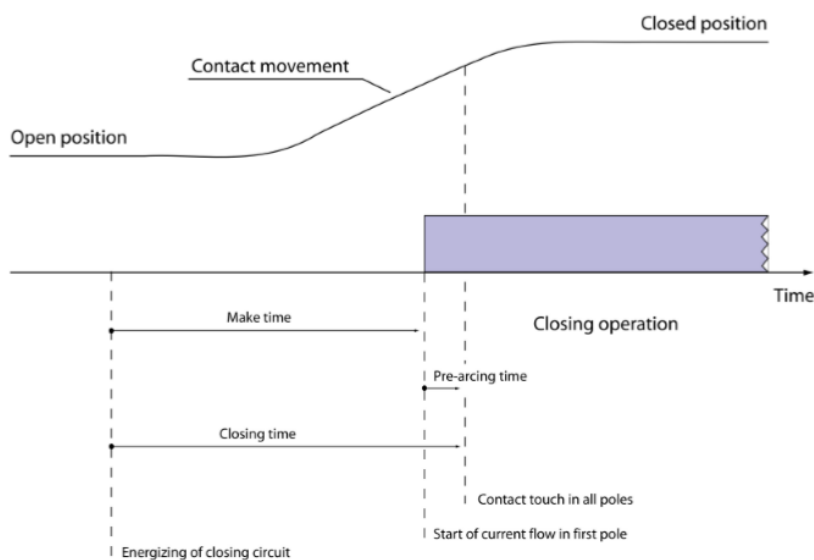 Closed position
Contact movement
Open position
Time
Make time
Closing operation
Pre-arcing time
Closing time
Contact touch in all poles
Start of current flow in first pole
Energizing of closing circuit